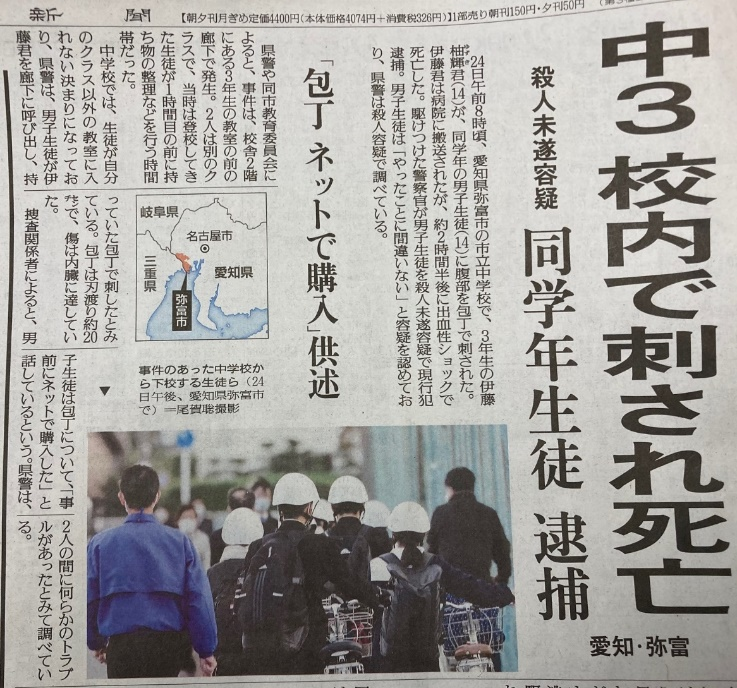 新聞
【朝夕刊月ぎめ定価4400円(本体価格4074円+消費税326円)】1部売り朝刊150円・夕刊50円
中3 校内で刺され死亡
殺人未遂容疑
同学年生徒 逮捕
愛知・弥富
24日午前8時頃、愛知県弥富市の市立中学校で、3年生の伊藤
柚輝君(14)が、同学年の男子生徒(14)に腹部を包丁で刺された。
伊藤君は病院に搬送されたが、約2時間半後に出血性ショックで
死亡した。駆けつけた警察官が男子生徒を殺人未遂容疑で現行犯
逮捕。男子生徒は「やったことに間違いない」と容疑を認めてお
り、県警は殺人容疑で調べている。
「包丁 ネットで購入」供述
県警や同市教育委員会に
よると、事件は、校舎2階
にある3年生の教室の前の
廊下で発生。2人は別のク
ラスで、当時は登校してき
た生徒が1時間目の前に持
ち物の整理などを行う時間
帯だった。
中学校では、生徒が自分
のクラス以外の教室に入
れない決まりになってお
り、県警は、男子生徒が伊
藤君を廊下に呼び出し、持
っていた包丁で刺したとみ
ている。包丁は刃渡り約20
センチで、傷は内臓に達してい
た。
捜査関係者によると、男
子生徒は包丁について、「事
前にネットで購入した」と
話しているという。県警は、
2人の間に何らかのトラブ
ルがあったとみて調べてい
る。
岐阜県
名古屋市
愛知県
三重県
弥富市
事件のあった中学校か
ら下校する生徒ら(24
日午後、愛知県弥富市
で)=尾賀聡撮影